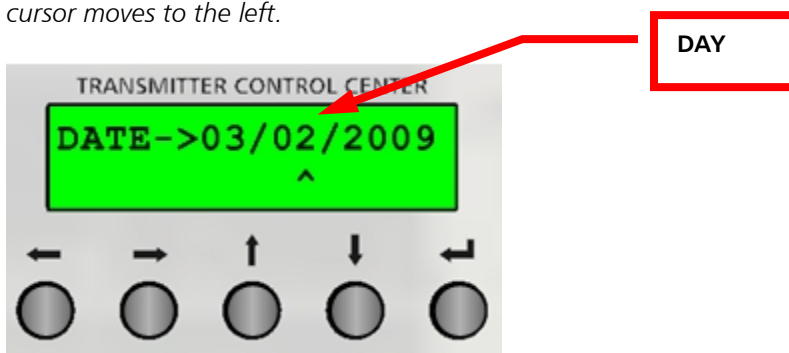 cursor moves to the left.
DAY
TRANSMITTER CONTROL CENTER
DATE->03/02/2009
^
← → ↑ ↓ ↵